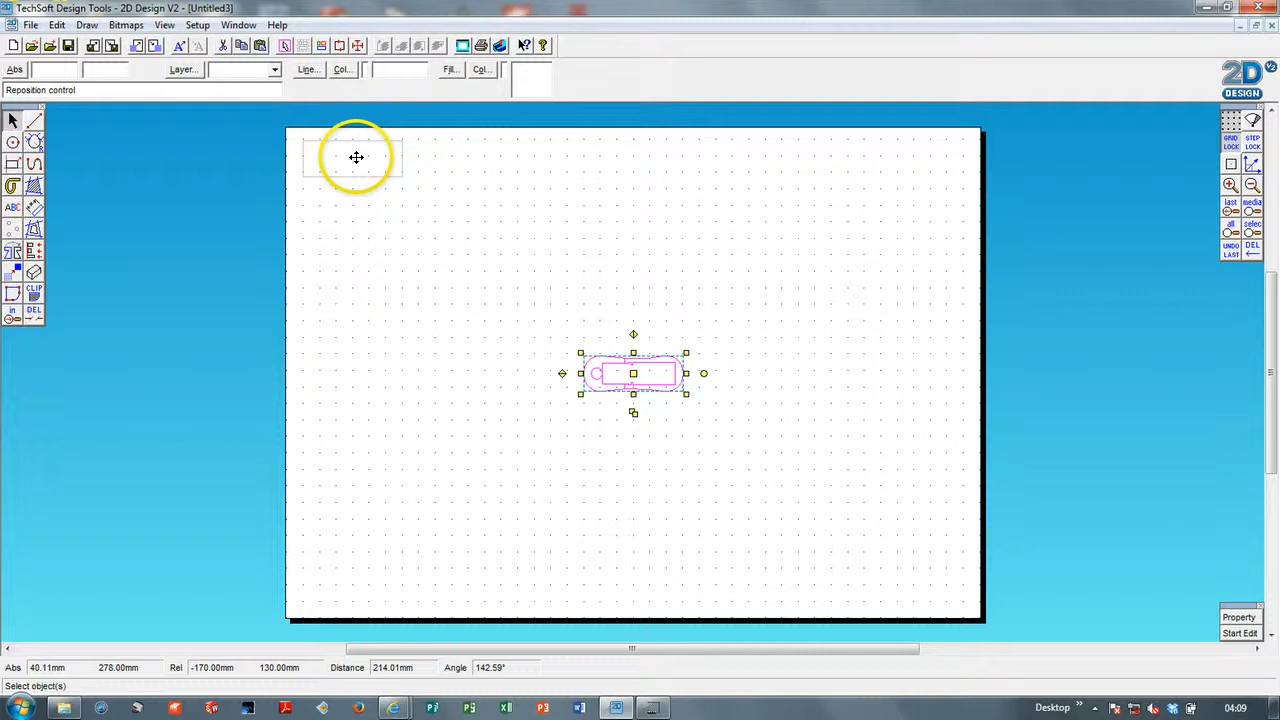 TechSoft Design Tools - 2D Design V2 - [Untitled3]
File Edit Draw Bitmaps View Setup Window Help
Abs Layer... Line... Col... Fill... Col...
Reposition control
2D V2
DESIGN
GRID LOCK STEP LOCK
ABC
last media
all selec
UNDO LAST DEL
CLIP
in DEL
Property
Start Edit
Abs 40.11mm 278.00mm Rel -170.00mm 130.00mm Distance 214.01mm Angle 142.59°
Select object(s)
Desktop 04:09